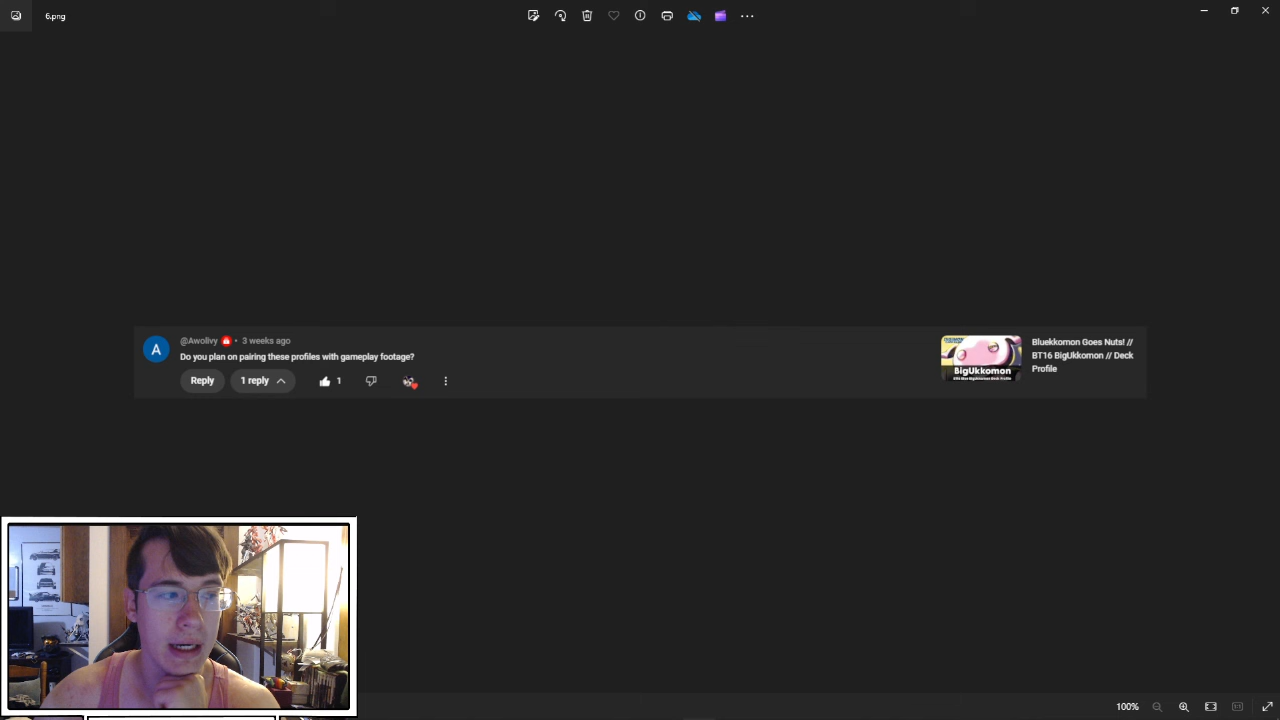 6.png
@Awolivy • 3 weeks ago
Do you plan on pairing these profiles with gameplay footage?
Reply
1 reply
1
A
BigUkkomon
Bluekkomon Goes Nuts! //
BT16 BigUkkomon // Deck
Profile
100%